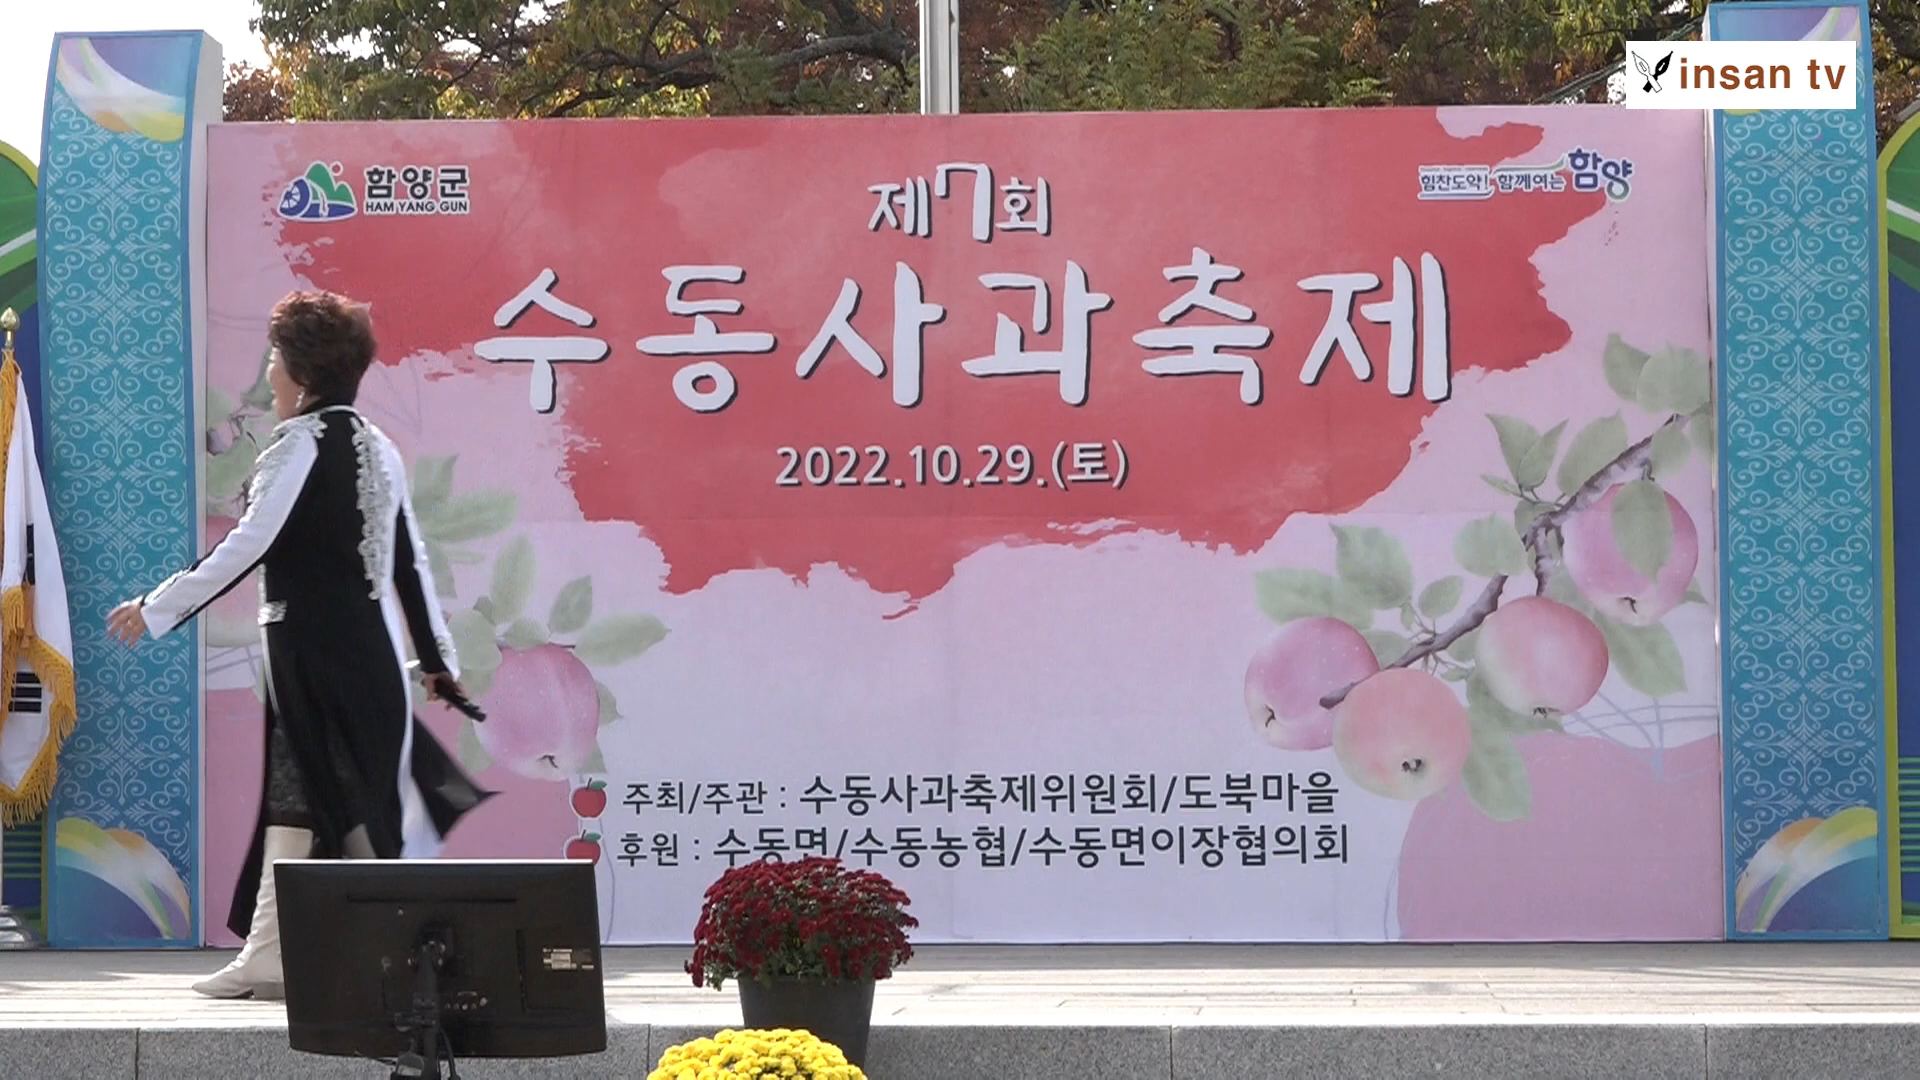 insan tv
함양군
HAM YANG GUN
힘찬도약! 함께여는 함양
제7회
수동사과축제
2022.10.29.(토)
주최/주관 : 수동사과축제위원회/도북마을
후원 : 수동면/수동농협/수동면이장협의회